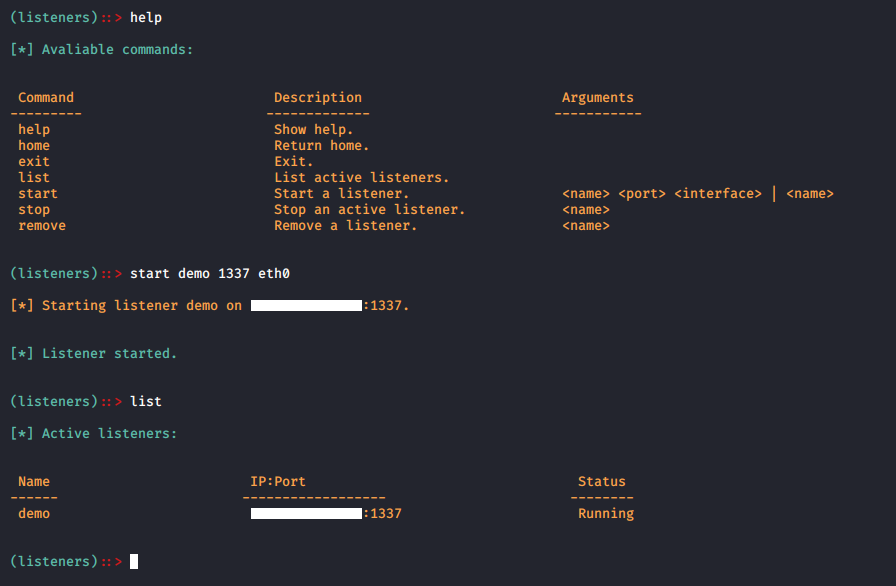 (listeners)::> help
[*] Avaliable commands:
Command Description Arguments
--------- ------------- -----------
help Show help.
home Return home.
exit Exit.
list List active listeners.
start Start a listener. <name> <port> <interface> | <name>
stop Stop an active listener. <name>
remove Remove a listener. <name>
(listeners)::> start demo 1337 eth0
[*] Starting listener demo on :1337.
[*] Listener started.
(listeners)::> list
[*] Active listeners:
Name IP:Port Status
------ ------------------ --------
demo :1337 Running
(listeners)::>